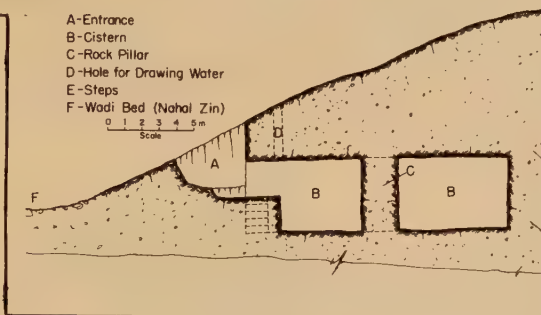 A-Entrance
B-Cistern
C-Rock Pillar
D-Hole for Drawing Water
E-Steps
F-Wadi Bed (Nahal Zin)
0 1 2 3 4 5m
Scale
D
A
F
B
C
B